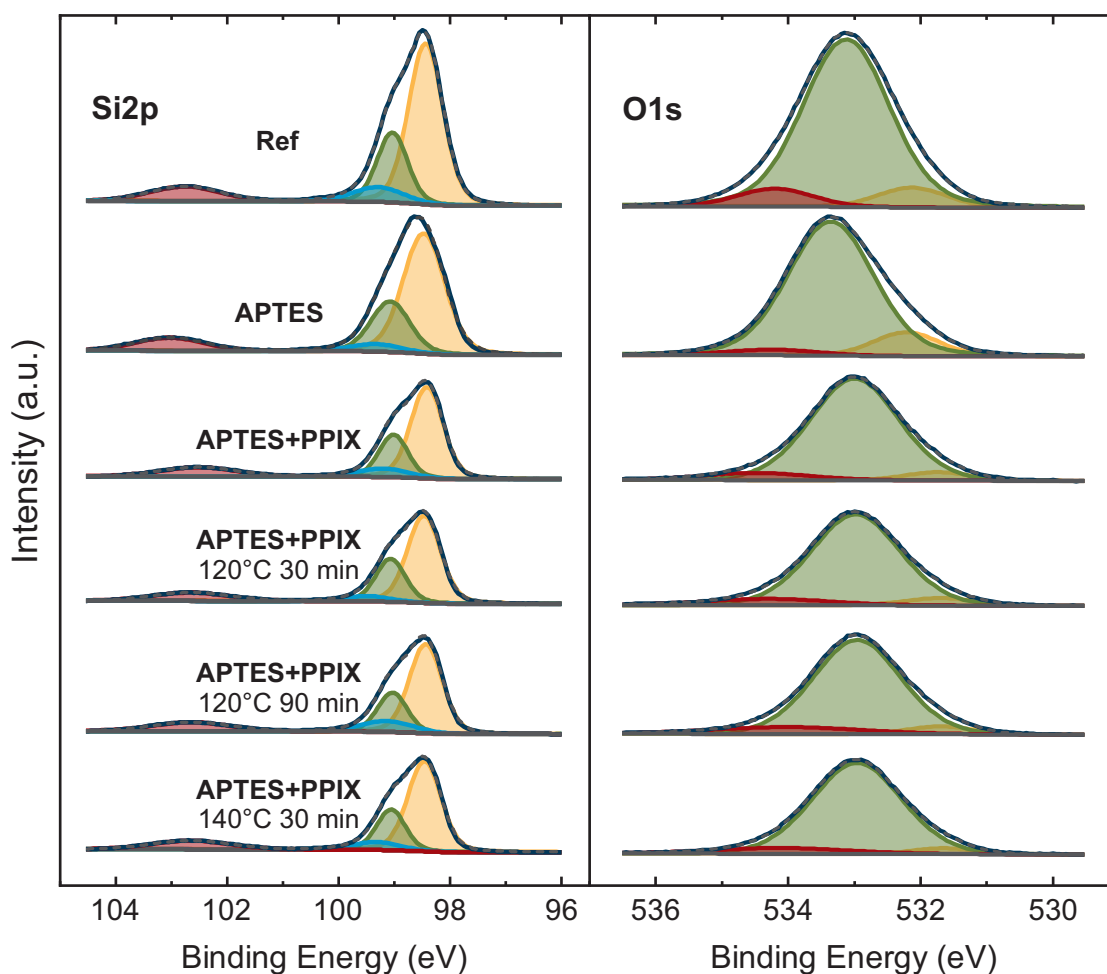 Intensity (a.u.)
Si2p
Ref
APTES
APTES+PPIX
APTES+PPIX
120°C 30 min
APTES+PPIX
120°C 90 min
APTES+PPIX
140°C 30 min
104 102 100 98 96
Binding Energy (eV)
O1s
536 534 532 530
Binding Energy (eV)